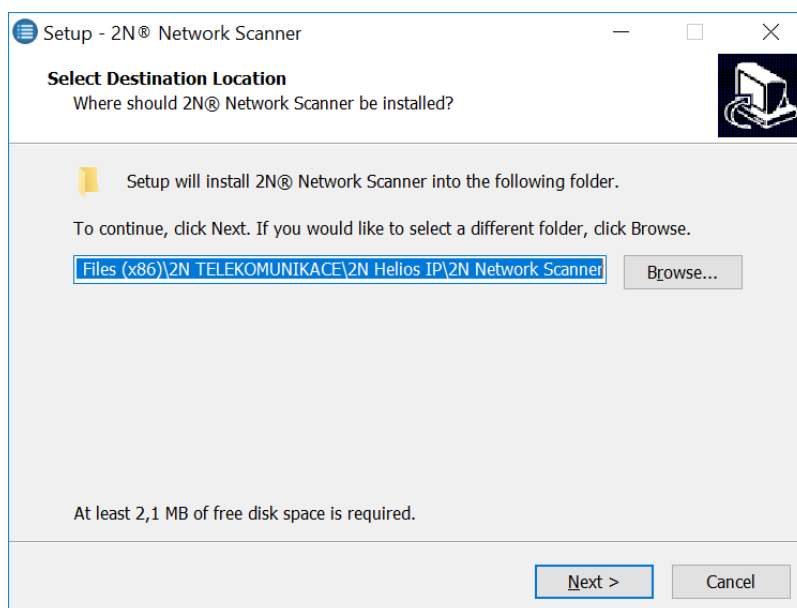 Setup - 2N® Network Scanner
Select Destination Location
Where should 2N® Network Scanner be installed?
Setup will install 2N® Network Scanner into the following folder.
To continue, click Next. If you would like to select a different folder, click Browse.
Files (x86)\2N TELEKOMUNIKACE\2N Helios IP\2N Network Scanner
Browse...
At least 2,1 MB of free disk space is required.
Next >
Cancel